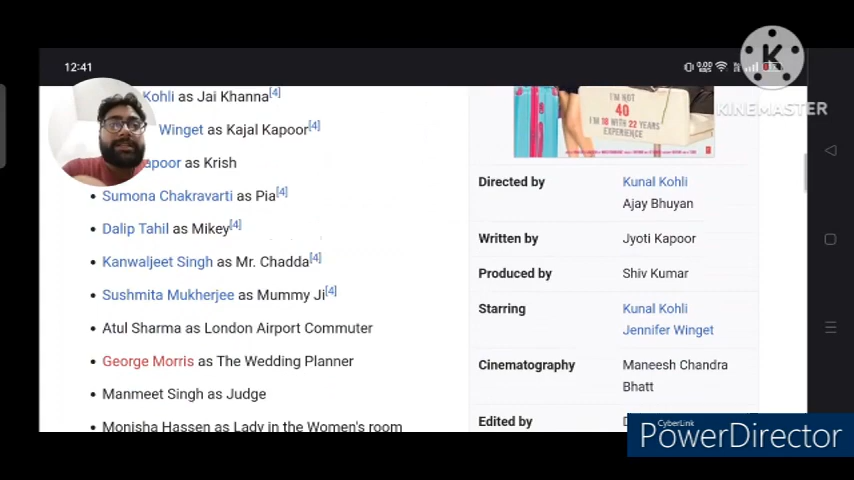 12:41
0.00
KB/S
K
KINEMASTER
Kohli as Jai Khanna[4]
Winget as Kajal Kapoor[4]
apoor as Krish
Sumona Chakravarti as Pia[4]
Dalip Tahil as Mikey[4]
Kanwaljeet Singh as Mr. Chadda[4]
Sushmita Mukherjee as Mummy Ji[4]
Atul Sharma as London Airport Commuter
George Morris as The Wedding Planner
Manmeet Singh as Judge
Monisha Hassen as Lady in the Women's room
I'M NOT
40
I'M 18 WITH 22 YEARS
EXPERIENCE
Directed by Kunal Kohli
Ajay Bhuyan
Written by Jyoti Kapoor
Produced by Shiv Kumar
Starring Kunal Kohli
Jennifer Winget
Cinematography Maneesh Chandra
Bhatt
Edited by
CyberLink
PowerDirector